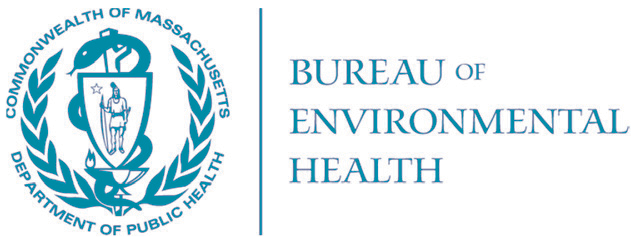 COMMONWEALTH OF MASSACHUSETTS
DEPARTMENT OF PUBLIC HEALTH
BUREAU OF
ENVIRONMENTAL
HEALTH